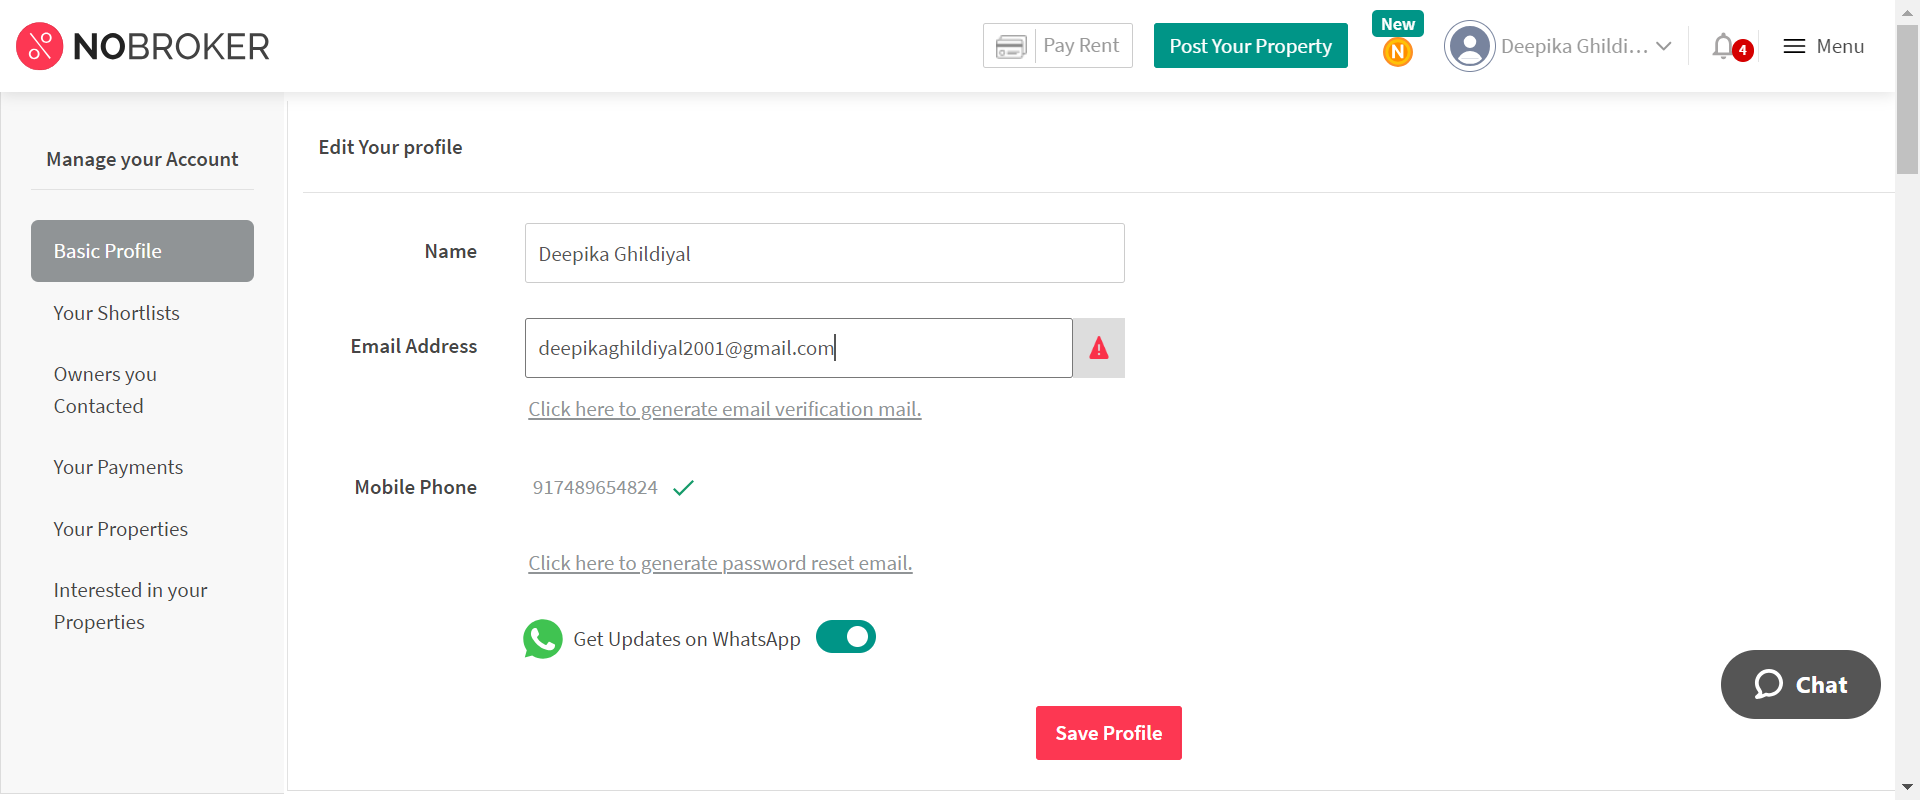 NOBROKER
Pay Rent
Post Your Property
New
N
Deepika Ghildi...
4
Menu
Manage your Account
Basic Profile
Your Shortlists
Owners you
Contacted
Your Payments
Your Properties
Interested in your
Properties
Edit Your profile
Name
Deepika Ghildiyal
Email Address
deepikaghildiyal2001@gmail.com
Click here to generate email verification mail.
Mobile Phone
917489654824
Click here to generate password reset email.
Get Updates on WhatsApp
Save Profile
Chat